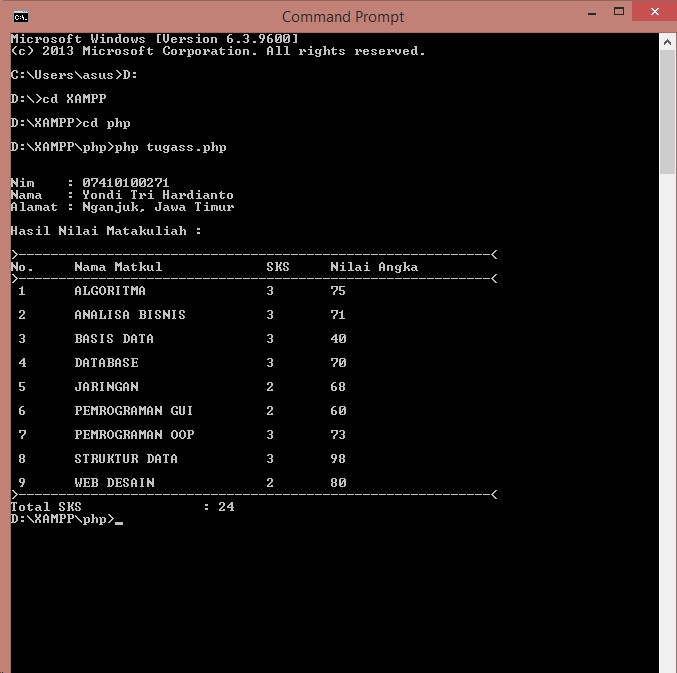 Command Prompt
Microsoft Windows [Version 6.3.9600]
(c) 2013 Microsoft Corporation. All rights reserved.
C:\Users\asus>D:
D:\>cd XAMPP
D:\XAMPP>cd php
D:\XAMPP\php>php tugass.php
Nim    : 07410100271
Nama   : Yondi Tri Hardianto
Alamat : Nganjuk, Jawa Timur
Hasil Nilai Matakuliah :
>-----------------------------------------------------------<
No.     Nama Matkul             SKS     Nilai Angka
>-----------------------------------------------------------<
1      ALGORITMA               3       75
2      ANALISA BISNIS          3       71
3      BASIS DATA              3       40
4      DATABASE                3       70
5      JARINGAN                2       68
6      PEMROGRAMAN GUI         2       60
7      PEMROGRAMAN OOP         3       73
8      STRUKTUR DATA           3       98
9      WEB DESAIN              2       80
>-----------------------------------------------------------<
Total SKS               : 24
D:\XAMPP\php>_